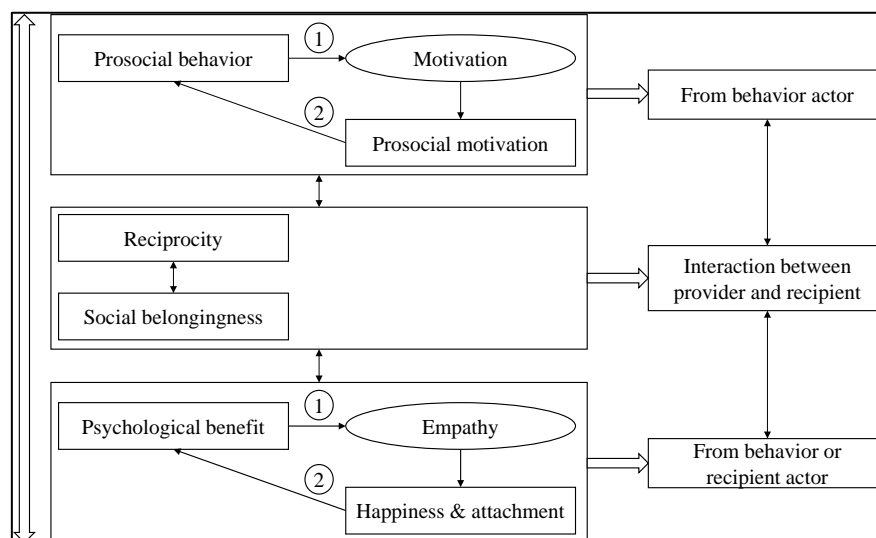 ①
Prosocial behavior
Motivation
②
Prosocial motivation
From behavior actor
Reciprocity
Social belongingness
Interaction between
provider and recipient
①
Psychological benefit
Empathy
②
Happiness & attachment
From behavior or
recipient actor